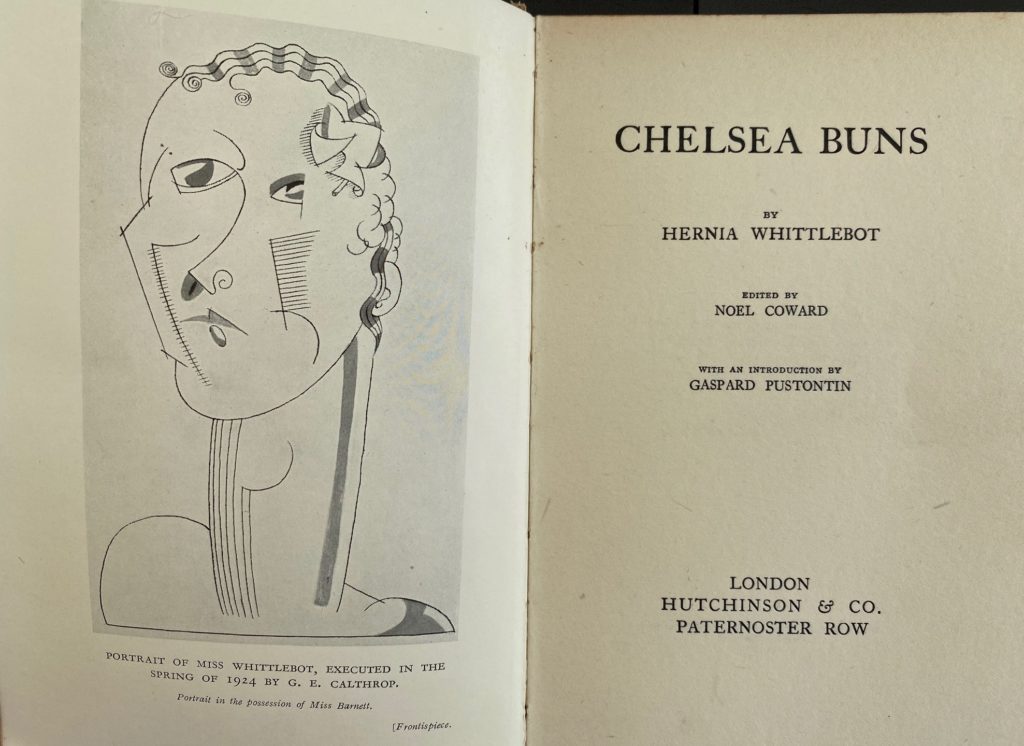 PORTRAIT OF MISS WHITTLEBOT, EXECUTED IN THE
SPRING OF 1924 BY G. E. CALTHROP.
Portrait in the possession of Miss Barnett.
[Frontispiece.
CHELSEA BUNS
BY
HERNIA WHITTLEBOT
EDITED BY
NOEL COWARD
WITH AN INTRODUCTION BY
GASPARD PUSTONTIN
LONDON
HUTCHINSON & CO.
PATERNOSTER ROW